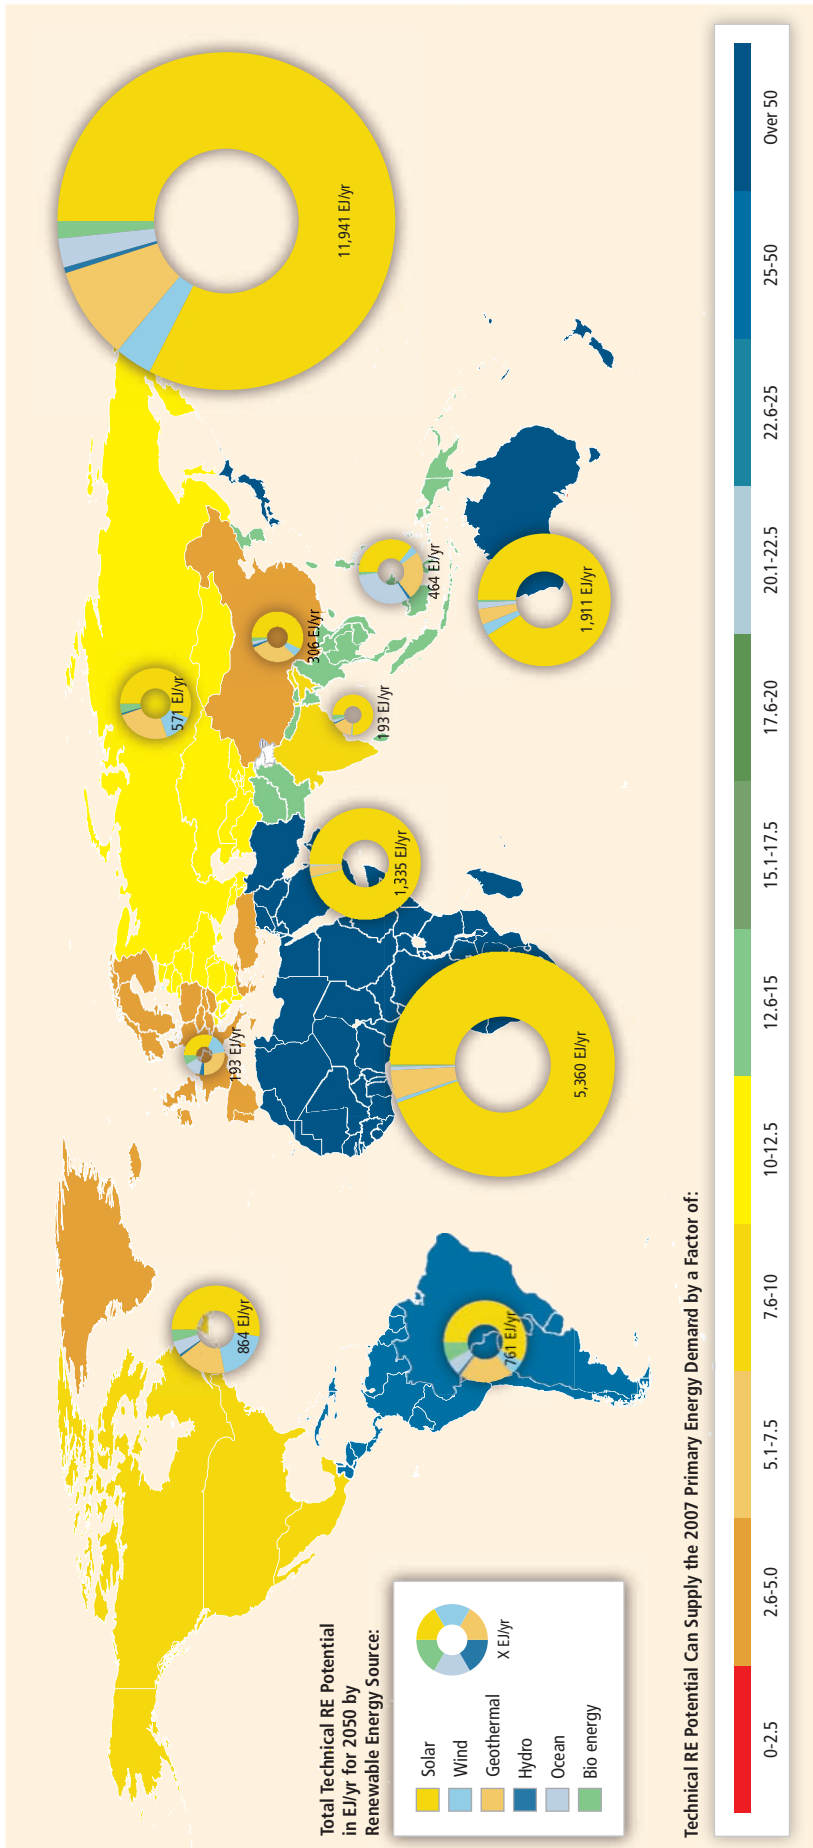 11,941 EJ/yr
571 EJ/yr
306 EJ/yr
464 EJ/yr
193 EJ/yr
1,911 EJ/yr
1,335 EJ/yr
193 EJ/yr
5,360 EJ/yr
864 EJ/yr
761 EJ/yr
Total Technical RE Potential
in EJ/yr for 2050 by
Renewable Energy Source:
Solar
Wind
Geothermal
Hydro
Ocean
Bio energy
X EJ/yr
Technical RE Potential Can Supply the 2007 Primary Energy Demand by a Factor of:
0-2.5
2.6-5.0
5.1-7.5
7.6-10
10-12.5
12.6-15
15.1-17.5
17.6-20
20.1-22.5
22.6-25
25-50
Over 50